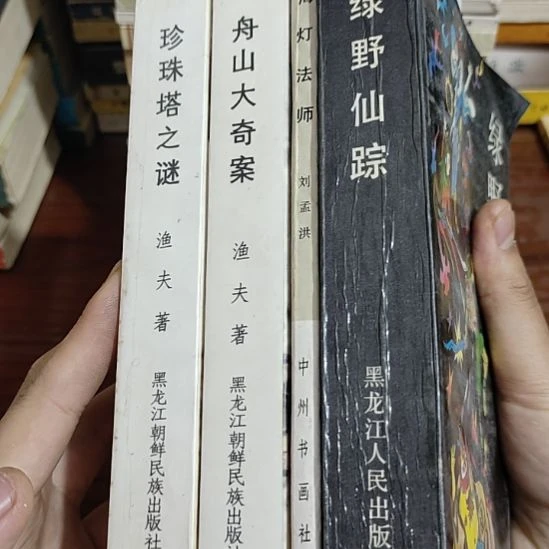 珍珠塔之谜
渔夫著
黑龙江朝鲜民族出版社
舟山大奇案
渔夫著
黑龙江朝鲜民族出版社
灯法师
刘孟洪
中州书画社
绿野仙踪
黑龙江人民出版
绿野